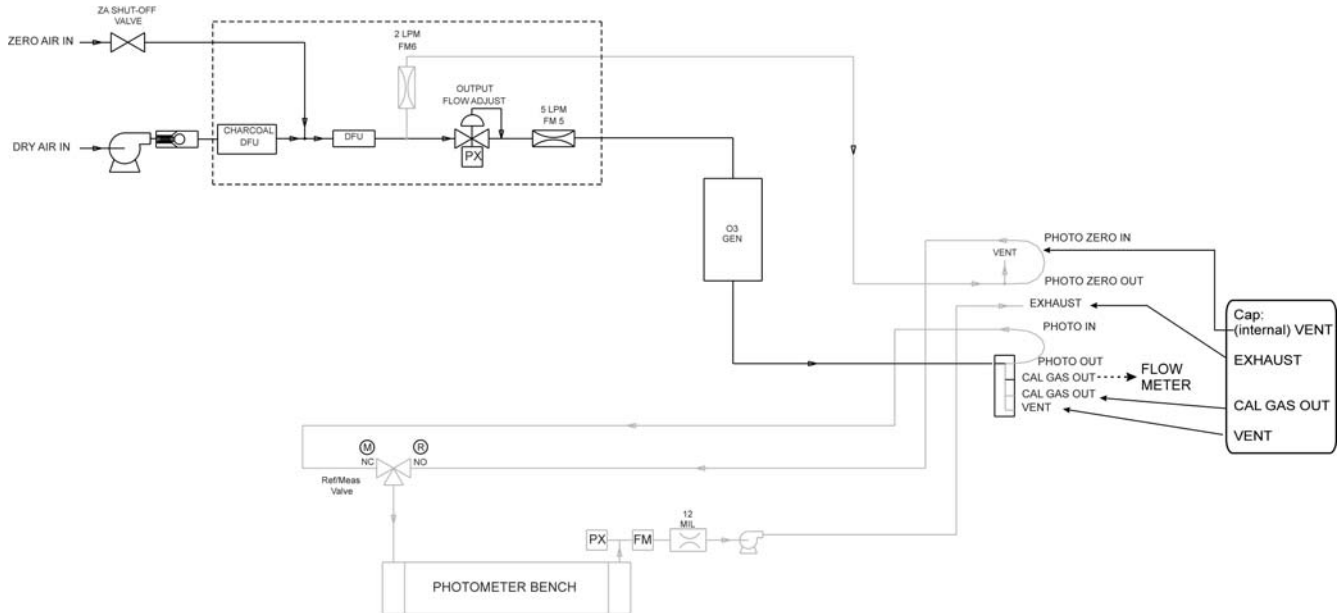 ZA SHUT-OFF
VALVE
ZERO AIR IN
2 LPM
FM6
OUTPUT
FLOW ADJUST
5 LPM
FM 5
DRY AIR IN
CHARCOAL
DFU
DFU
PX
O3
GEN
PHOTO ZERO IN
VENT
PHOTO ZERO OUT
EXHAUST
PHOTO IN
PHOTO OUT
CAL GAS OUT
CAL GAS OUT
VENT
FLOW
METER
Cap:
(internal) VENT
EXHAUST
CAL GAS OUT
VENT
M
NC
R
NO
Ref/Meas
Valve
12
MIL
PX
FM
PHOTOMETER BENCH